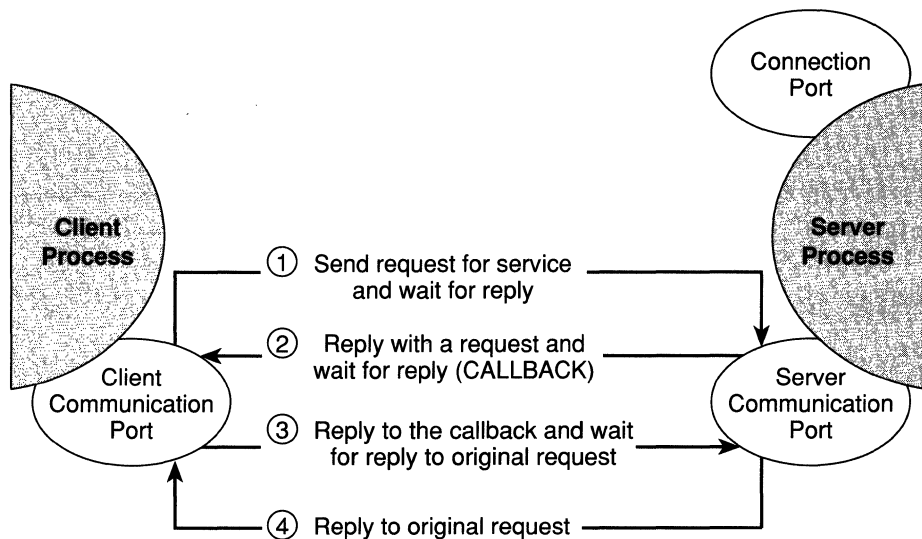 Connection
Port
Client
Process
Server
Process
① Send request for service
and wait for reply
② Reply with a request and
wait for reply (CALLBACK)
Client
Communication
Port
Server
Communication
Port
③ Reply to the callback and wait
for reply to original request
④ Reply to original request